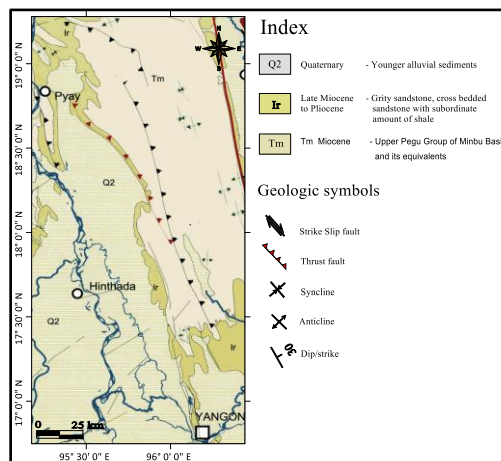 Index
Q2 Quaternary - Younger alluvial sediments
Ir Late Miocene to Pliocene - Grity sandstone, cross bedded
sandstone with subordinate
amount of shale
Tm Tm Miocene - Upper Pegu Group of Minbu Basi
and its equivalents
Geologic symbols
Strike Slip fault
Thrust fault
Syncline
Anticline
30 Dip/strike
N
W E
S
Ir
Tm
Pyay
Q2
Hinthada
Ir
Q2
Ir
YANGON
0 25 km
19°0'0"N
18°30'0"N
18°0'0"N
17°30'0"N
17°0'0"N
95°30'0"E
96°0'0"E